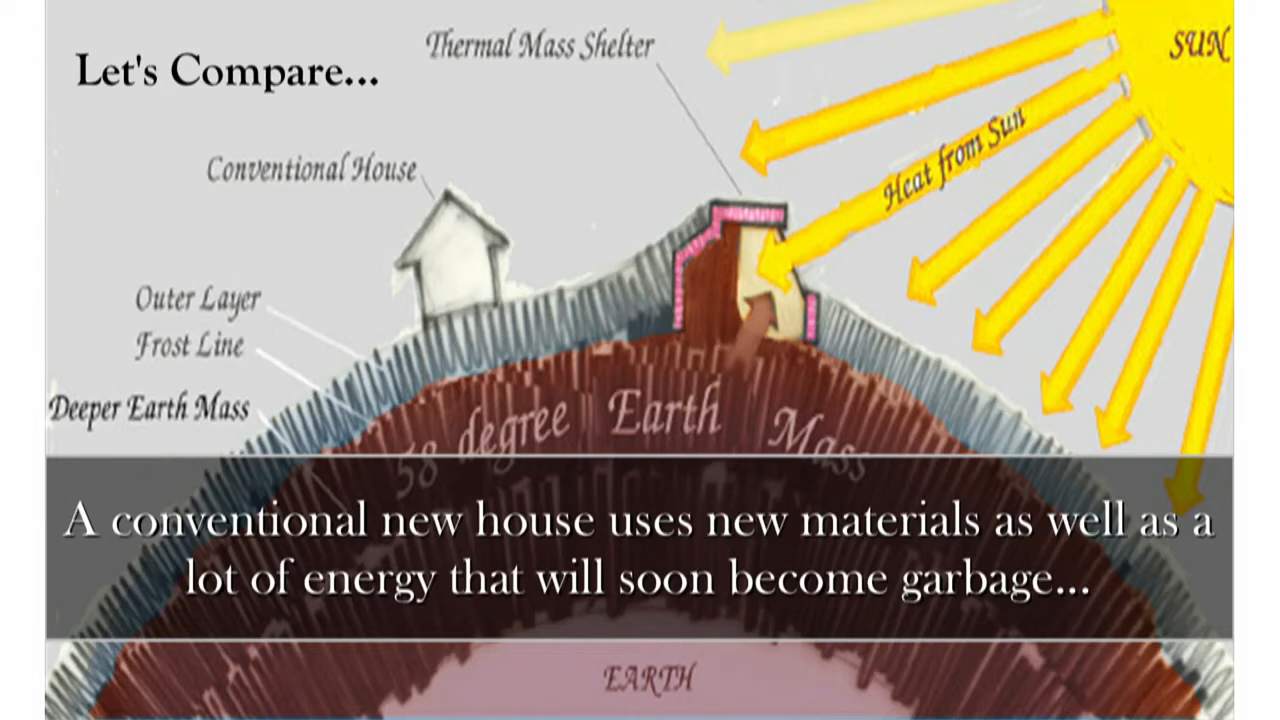 Let's Compare...
Thermal Mass Shelter
SUN
Conventional House
Heat from Sun
Outer Layer
Frost Line
Deeper Earth Mass
58 degree Earth Mass
A conventional new house uses new materials as well as a
lot of energy that will soon become garbage...
EARTH